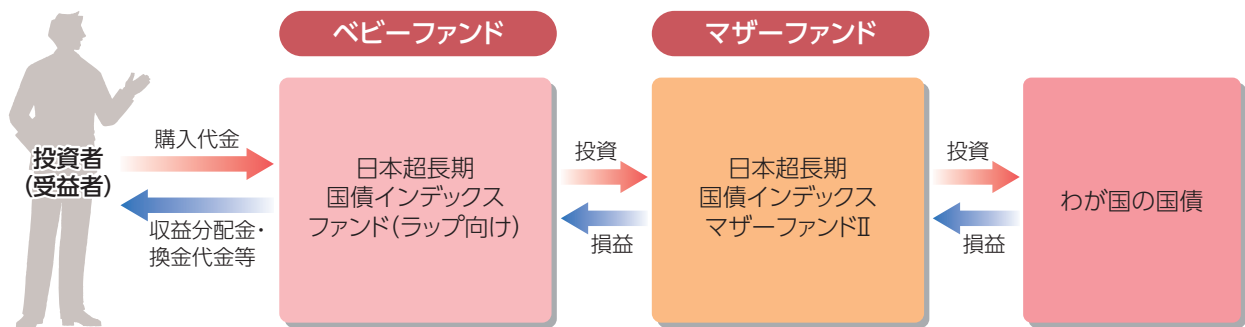 ベビーファンド
マザーファンド
投資者
(受益者)
購入代金
収益分配金・
換金代金等
日本超長期
国債インデックス
ファンド(ラップ向け)
投資
損益
日本超長期
国債インデックス
マザーファンドⅡ
投資
損益
わが国の国債